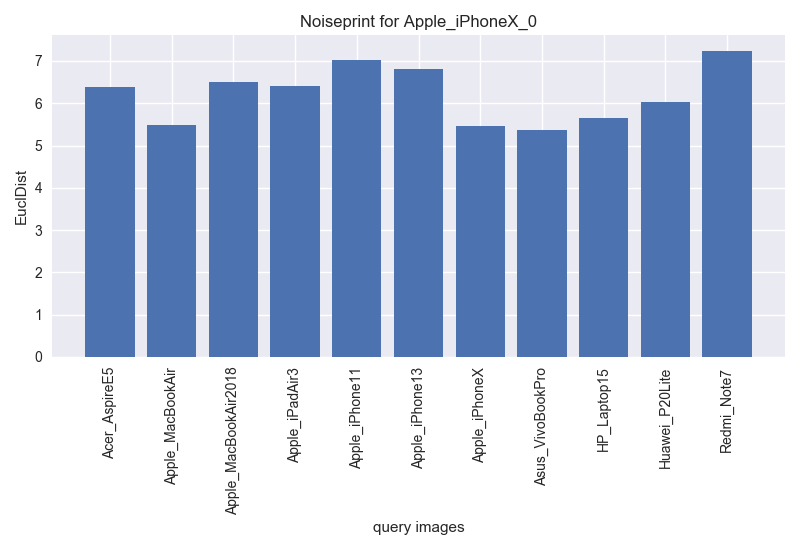 Noiseprint for Apple_iPhoneX_0
EuclDist
7
6
5
4
3
2
1
0
Acer_AspireE5
Apple_MacBookAir
Apple_MacBookAir2018
Apple_iPadAir3
Apple_iPhone11
Apple_iPhone13
Apple_iPhoneX
Asus_VivoBookPro
HP_Laptop15
Huawei_P20Lite
Redmi_Note7
query images